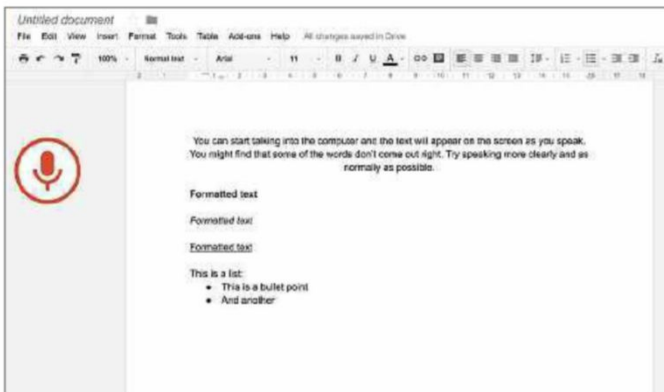 Untitled document
File Edit View Insert Format Tools Table Add-ons Help All changes saved in Drive
100% Normal text Arial 11 B I U A
You can start talking into the computer and the text will appear on the screen as you speak.
You might find that some of the words don't come out right. Try speaking more clearly and as
normally as possible.
Formatted text
Formatted text
Formatted text
This is a list:
• This is a bullet point
• And another